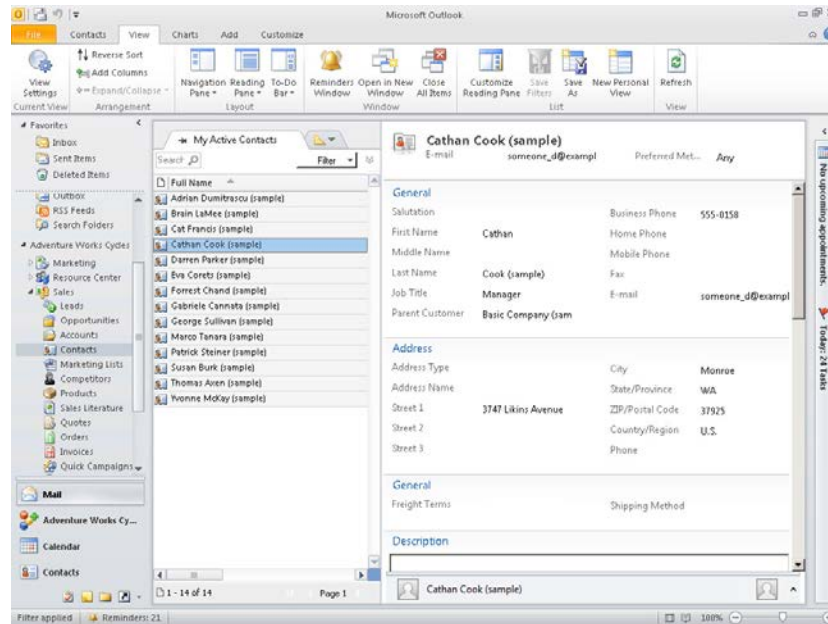 Microsoft Outlook
File Contacts View Charts Add Customize
View Settings
Reverse Sort
Add Columns
Expand/Collapse
Navigation Pane
Reading Pane
To-Do Bar
Reminders Window
Open in New Window
Close All Items
Customize Reading Pane
Save Filters
Save As
New Personal View
Refresh
Current View Arrangement Layout Window List View
Favorites
Inbox
Sent Items
Deleted Items
Outbox
RSS Feeds
Search Folders
Adventure Works Cycles
Marketing
Resource Center
Sales
Leads
Opportunities
Accounts
Contacts
Marketing Lists
Competitors
Products
Sales Literature
Quotes
Orders
Invoices
Quick Campaigns
Mail
Adventure Works Cy...
Calendar
Contacts
My Active Contacts
Search Filter
Full Name
Adrian Dumitrascu (sample)
Brain LaMee (sample)
Cat Francis (sample)
Cathan Cook (sample)
Darren Parker (sample)
Eva Corets (sample)
Forrest Chand (sample)
Gabriele Cannata (sample)
George Sullivan (sample)
Marco Tanara (sample)
Patrick Steiner (sample)
Susan Burk (sample)
Thomas Axen (sample)
Yvonne McKay (sample)
1 - 14 of 14 Page 1
Cathan Cook (sample)
E-mail someone_d@exampl Preferred Met... Any
General
Salutation Business Phone 555-0158
First Name Cathan Home Phone
Middle Name Mobile Phone
Last Name Cook (sample) Fax
Job Title Manager E-mail someone_d@exampl
Parent Customer Basic Company (sam
Address
Address Type City Monroe
Address Name State/Province WA
Street 1 3747 Likins Avenue ZIP/Postal Code 37925
Street 2 Country/Region U.S.
Street 3 Phone
General
Freight Terms Shipping Method
Description
Cathan Cook (sample)
No upcoming appointments.
Today: 24 Tasks
Filter applied Reminders: 21 100%